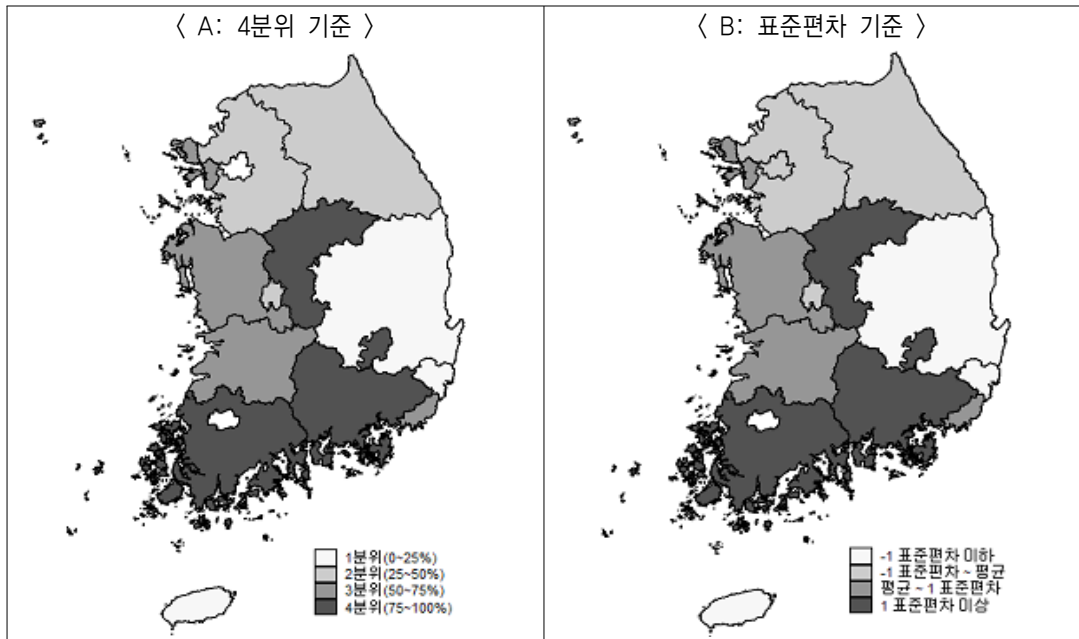 〈 A: 4분위 기준 〉
1분위(0~25%)
2분위(25~50%)
3분위(50~75%)
4분위(75~100%)
〈 B: 표준편차 기준 〉
-1 표준편차 이하
-1 표준편차 ~ 평균
평균 ~ 1 표준편차
1 표준편차 이상